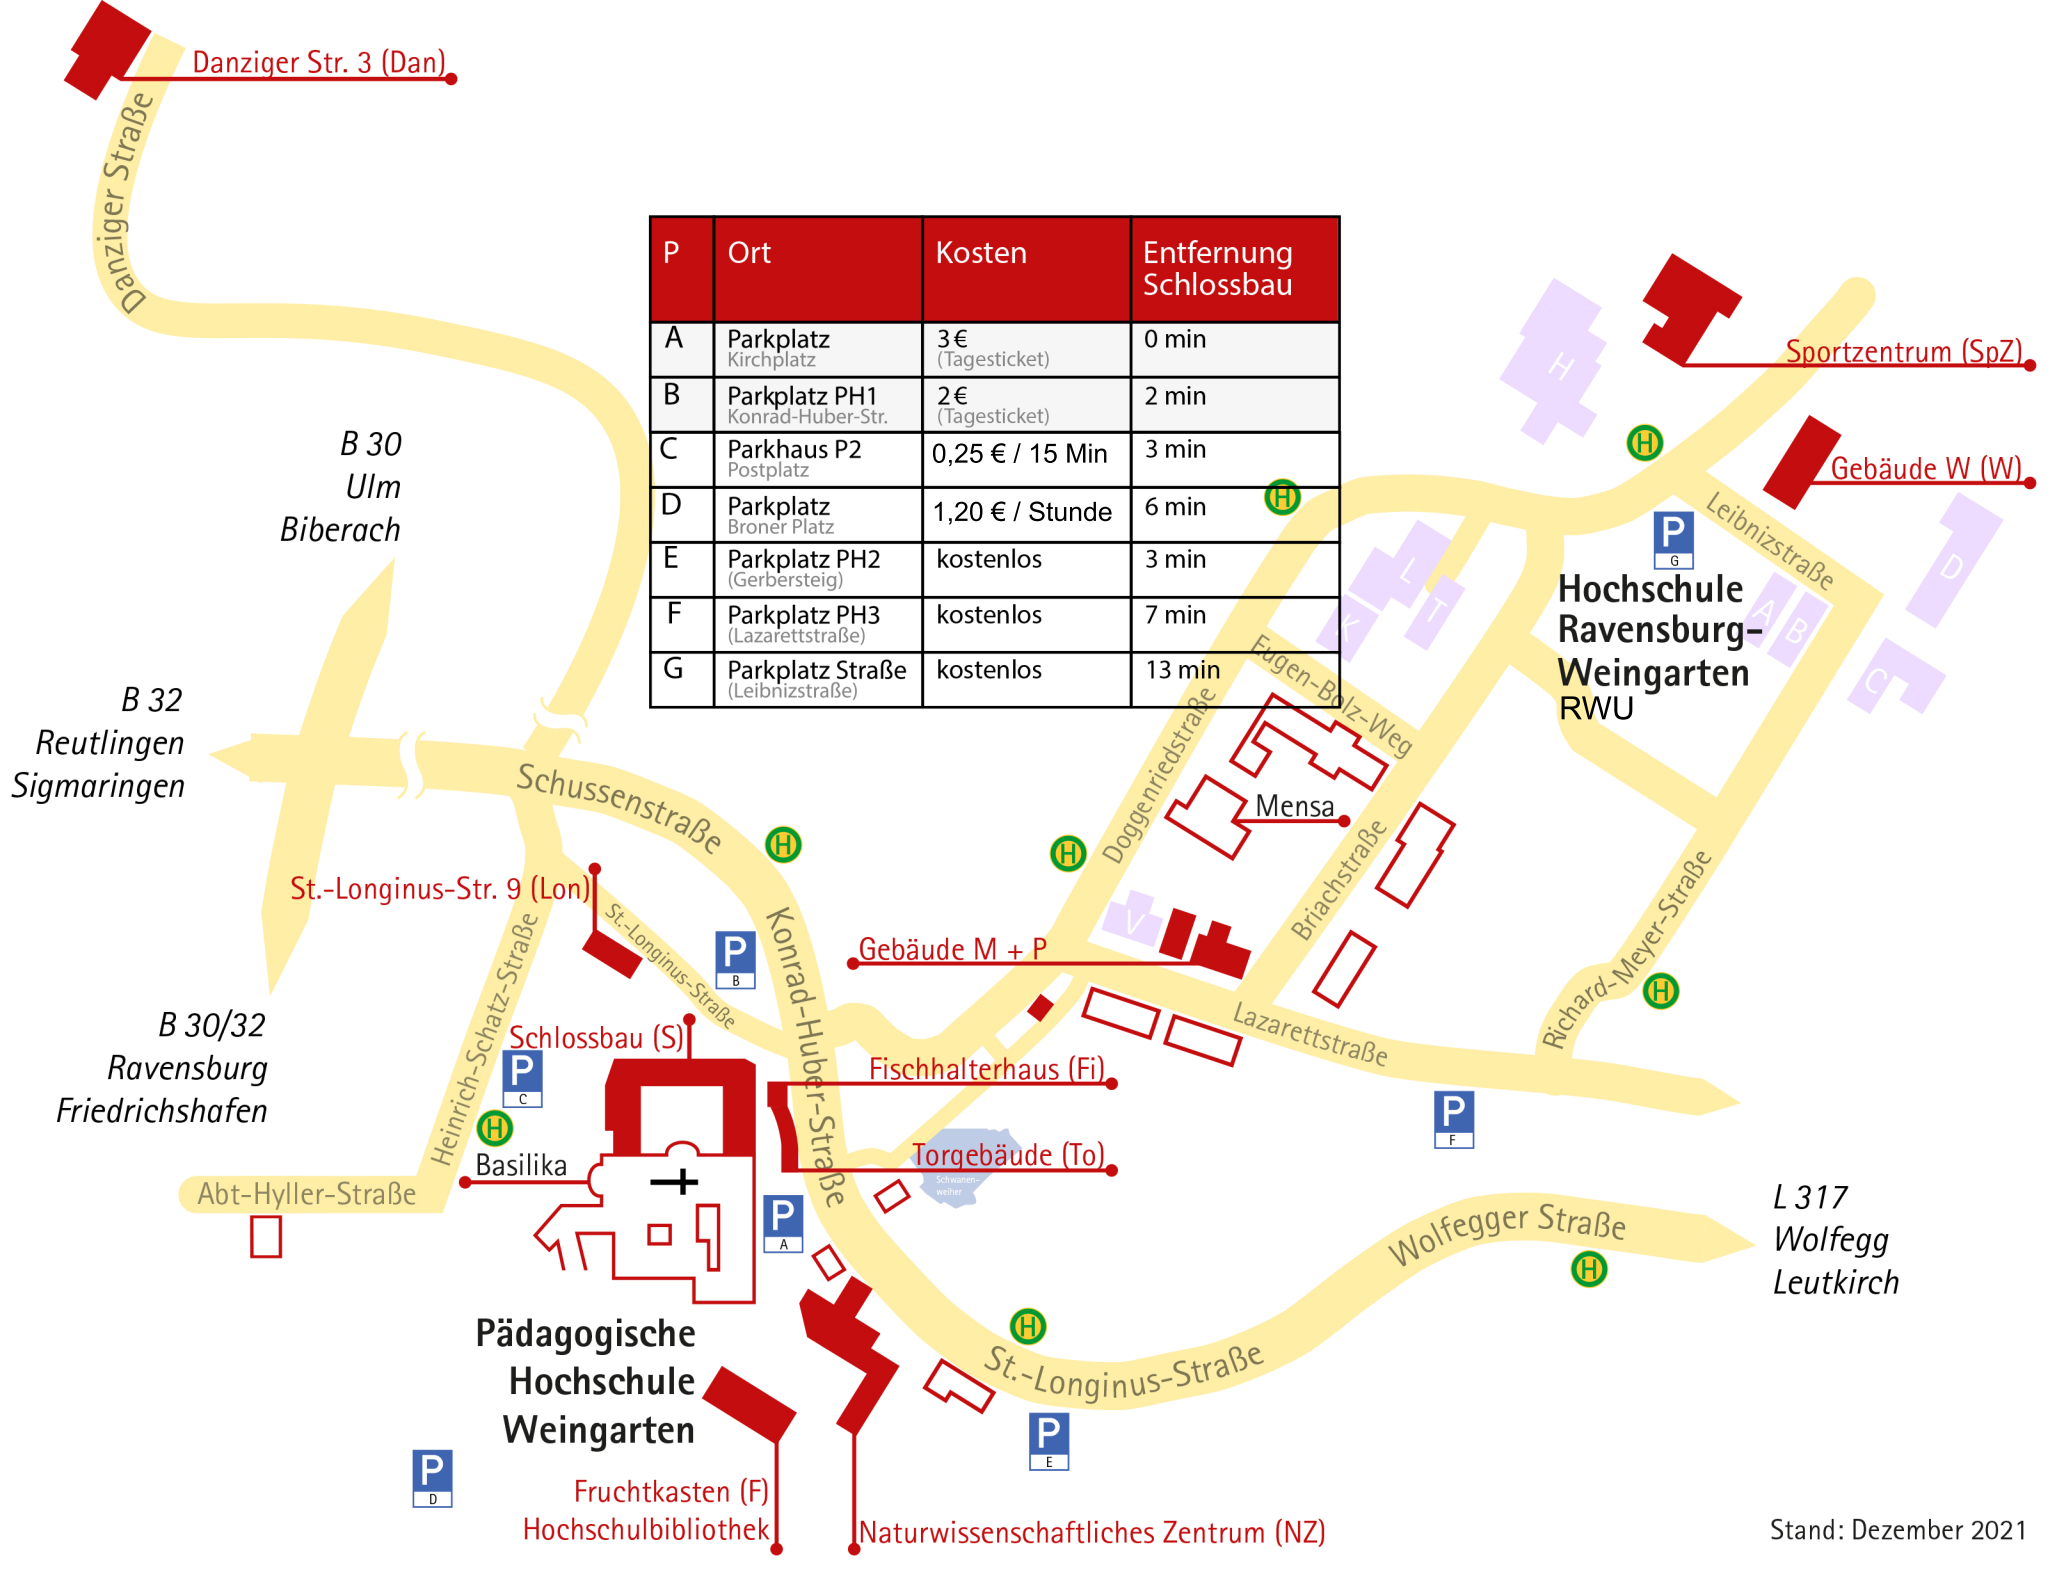 Danziger Str. 3 (Dan)
Danziger Straße
P Ort Kosten Entfernung
Schlossbau
A Parkplatz 3 € 0 min
Kirchplatz (Tagesticket)
B Parkplatz PH1 2 € 2 min
Konrad-Huber-Str. (Tagesticket)
C Parkhaus P2 0,25 € / 15 Min 3 min
Postplatz
D Parkplatz 1,20 € / Stunde 6 min
Broner Platz
E Parkplatz PH2 kostenlos 3 min
(Gerbersteig)
F Parkplatz PH3 kostenlos 7 min
(Lazarettstraße)
G Parkplatz Straße kostenlos 13 min
(Leibnizstraße)
H
Sportzentrum (SpZ)
H
Gebäude W (W)
H
Leibnizstraße
P
G
D
L
T
K
A
B
C
Hochschule
Ravensburg-
Weingarten
RWU
B 30
Ulm
Biberach
B 32
Reutlingen
Sigmaringen
B 30/32
Ravensburg
Friedrichshafen
Schussenstraße
H
H
Eugen-Bolz-Weg
Doggenriedstraße
Mensa
Briachstraße
Richard-Meyer-Straße
H
St.-Longinus-Str. 9 (Lon)
St.-Longinus-Straße
Heinrich-Schatz-Straße
P
B
Konrad-Huber-Straße
V
Gebäude M + P
Lazarettstraße
Schlossbau (S)
P
C
H
Fischhalterhaus (Fi)
P
F
Basilika
Torgebäude (To)
Schwanen-
weiher
Abt-Hyller-Straße
P
A
Wolfegger Straße
H
L 317
Wolfegg
Leutkirch
Pädagogische
Hochschule
Weingarten
H
St.-Longinus-Straße
P
E
P
D
Fruchtkasten (F)
Hochschulbibliothek
Naturwissenschaftliches Zentrum (NZ)
Stand: Dezember 2021